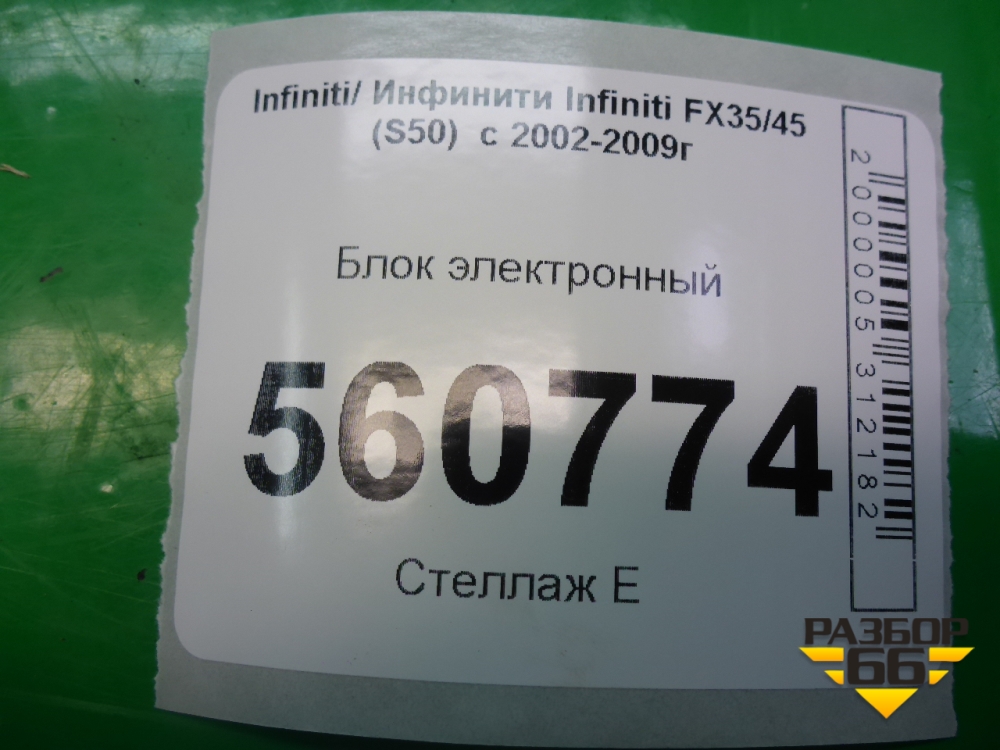 Infiniti/ Инфинити Infiniti FX35/45
(S50) с 2002-2009г
Блок электронный
560774
Стеллаж Е
2000005312182
РАЗБОР
66